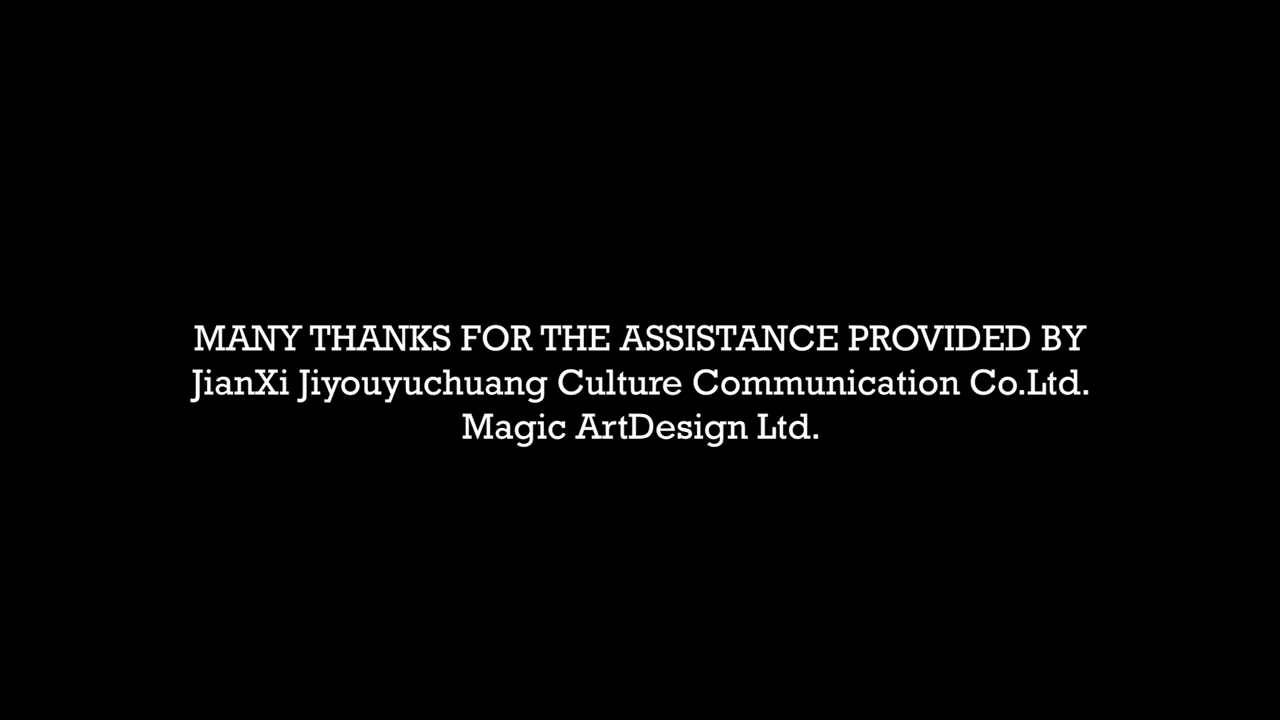 MANY THANKS FOR THE ASSISTANCE PROVIDED BY
JianXi Jiyouyuchuang Culture Communication Co.Ltd.
Magic ArtDesign Ltd.